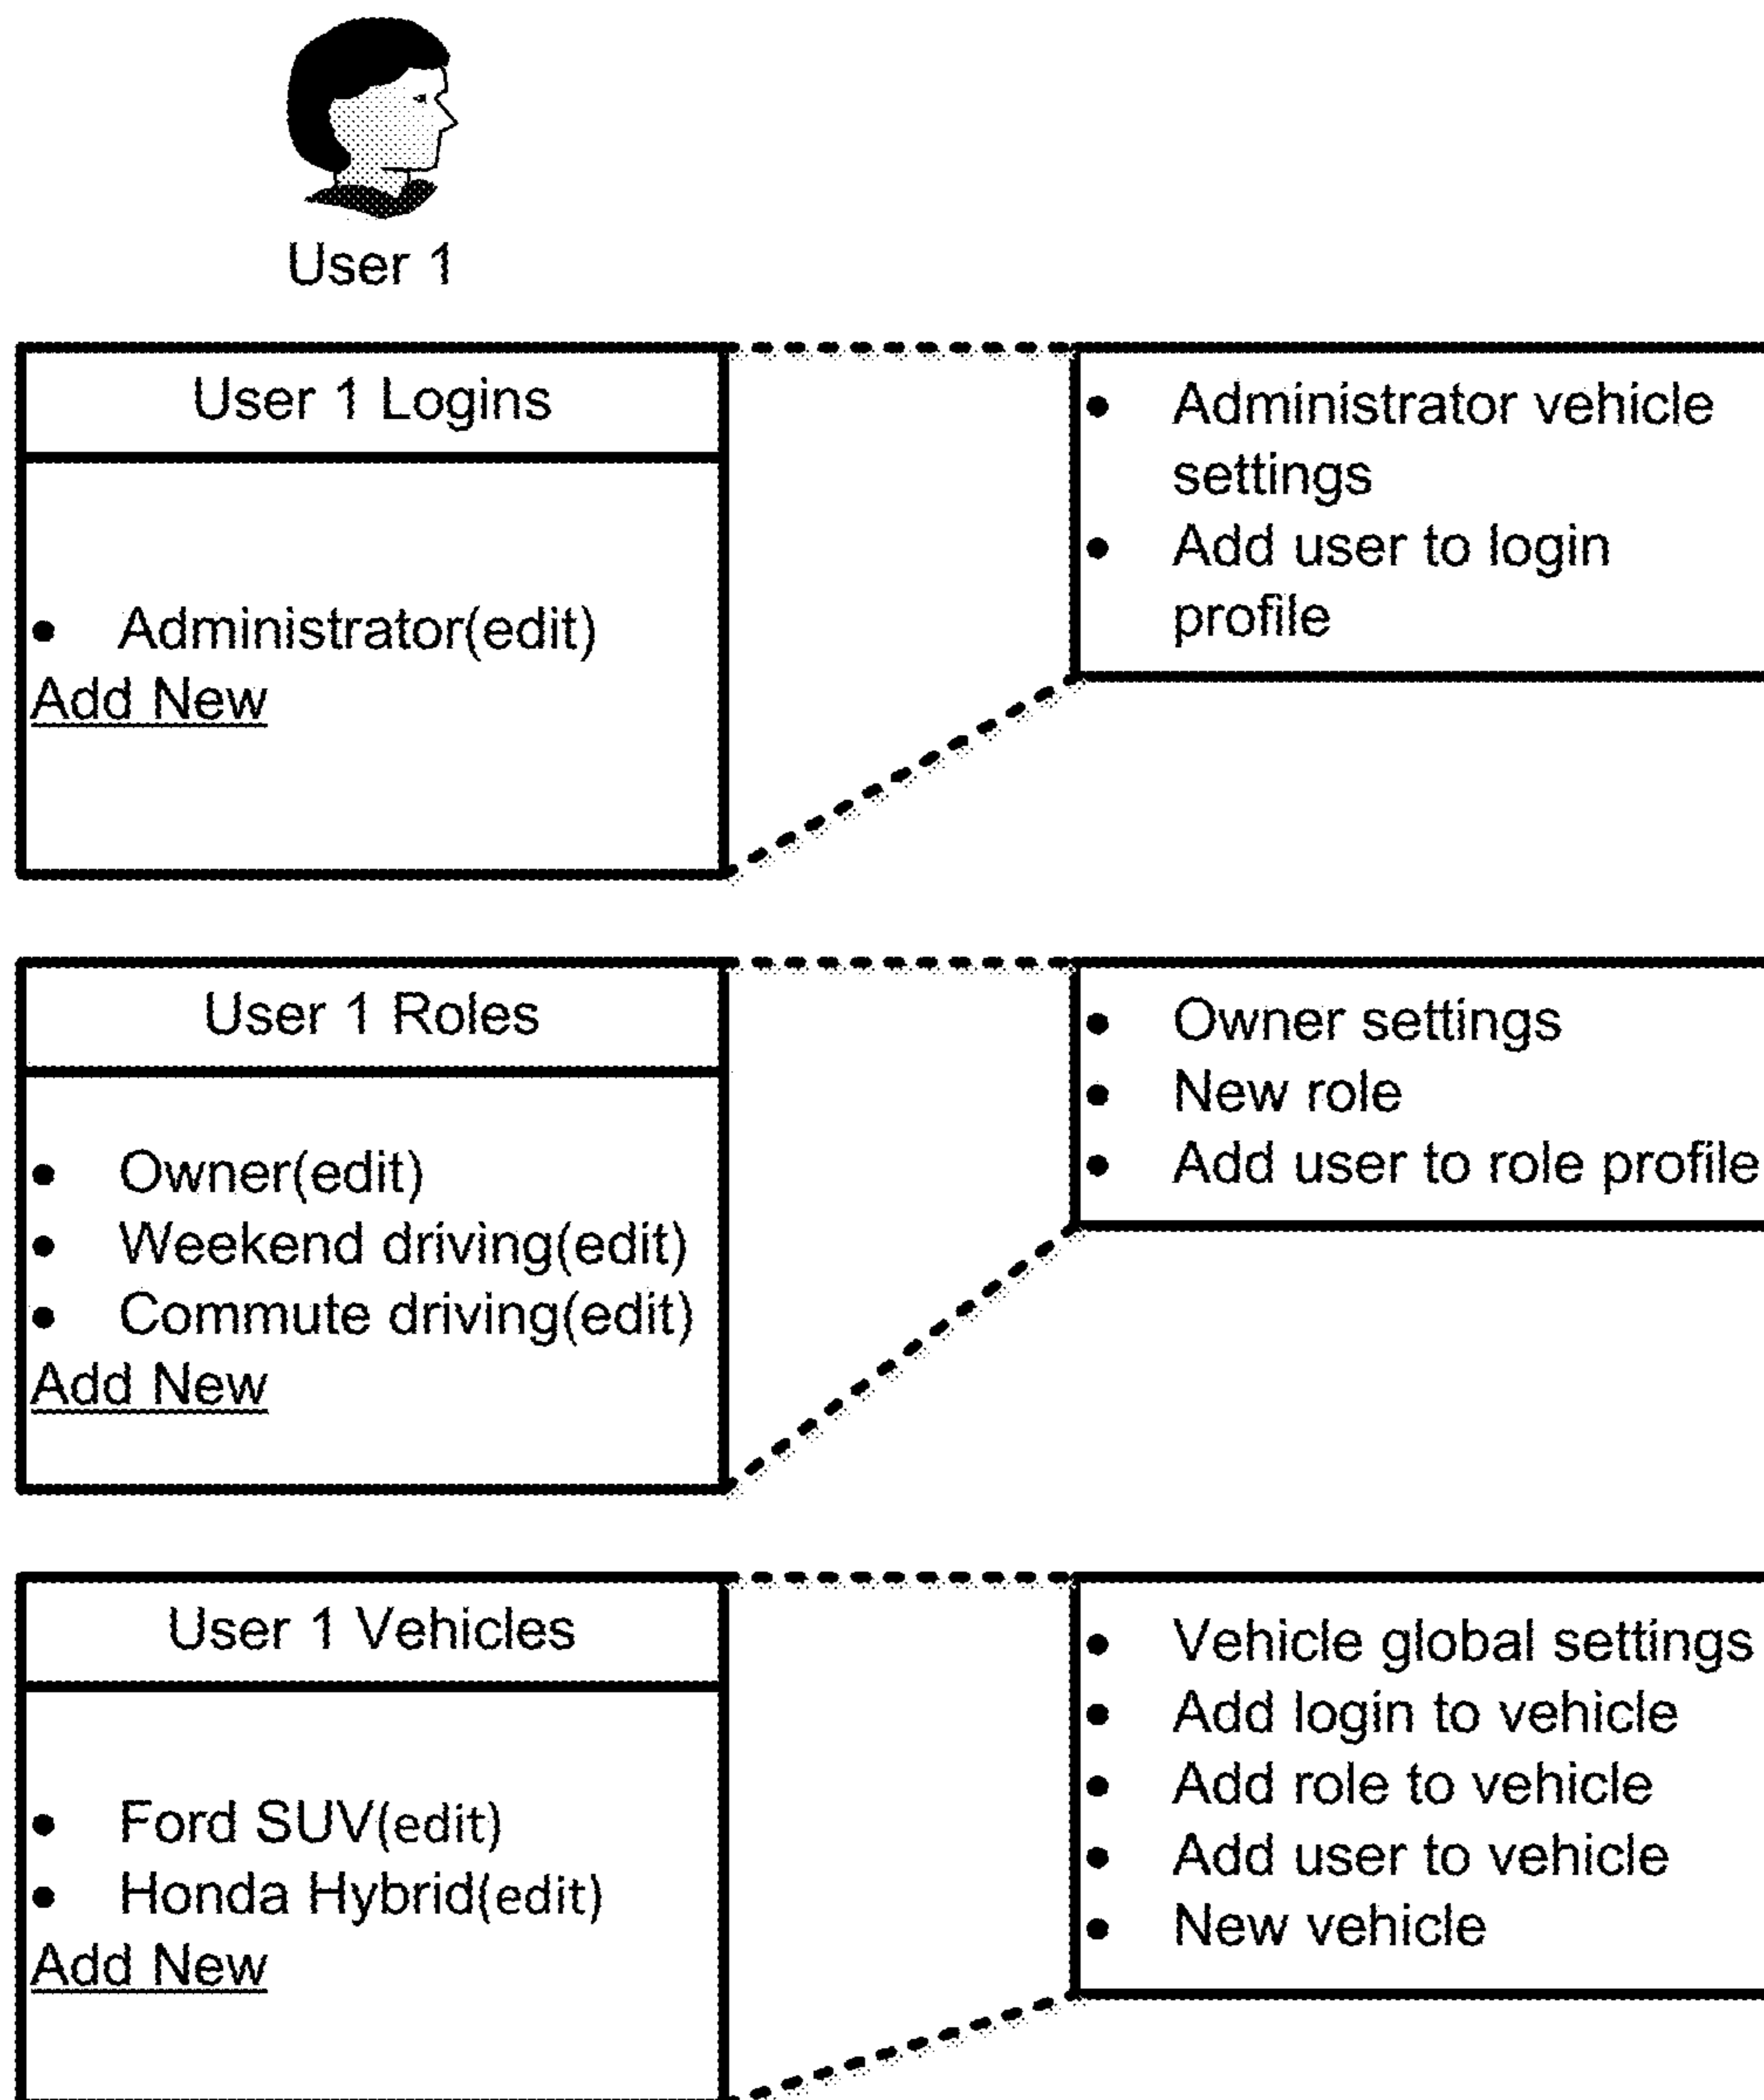 User 1
User 1 Logins
• Administrator(edit)
Add New
• Administrator vehicle
settings
• Add user to login
profile
User 1 Roles
• Owner(edit)
• Weekend driving(edit)
• Commute driving(edit)
Add New
• Owner settings
• New role
• Add user to role profile
User 1 Vehicles
• Ford SUV(edit)
• Honda Hybrid(edit)
Add New
• Vehicle global settings
• Add login to vehicle
• Add role to vehicle
• Add user to vehicle
• New vehicle